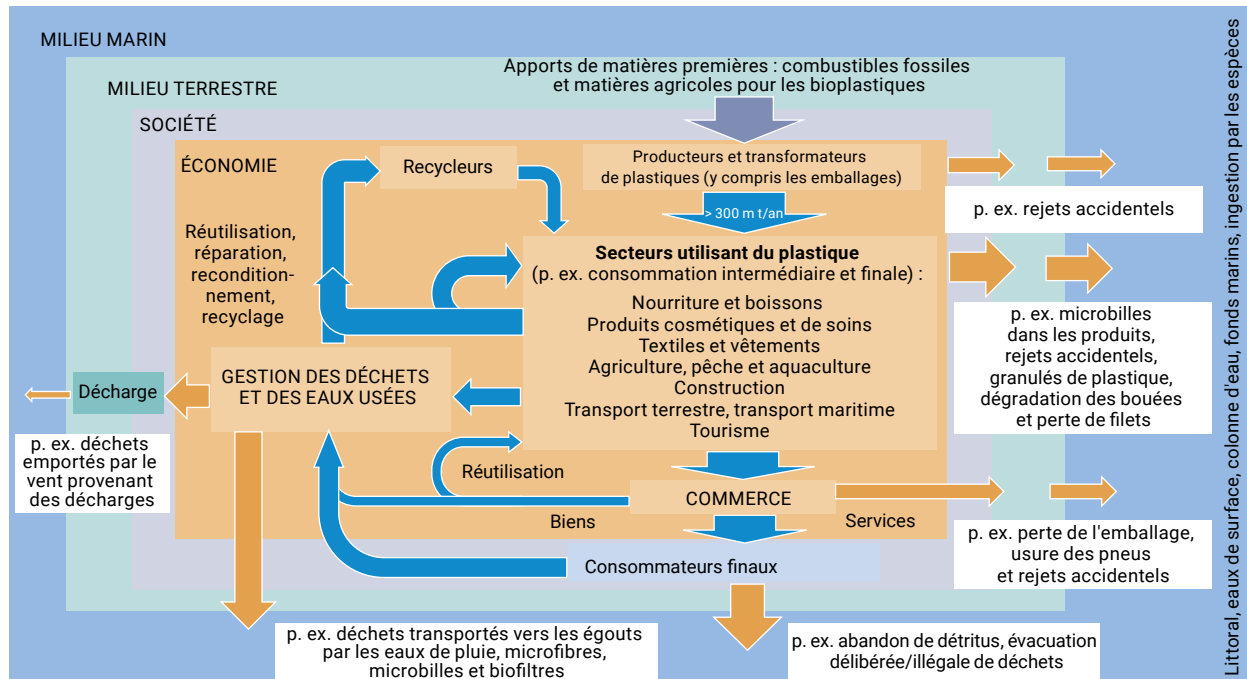 MILIEU MARIN
MILIEU TERRESTRE
SOCIÉTÉ
ÉCONOMIE
Apports de matières premières : combustibles fossiles
et matières agricoles pour les bioplastiques
Recycleurs
Producteurs et transformateurs
de plastiques (y compris les emballages)
> 300 m t/an
p. ex. rejets accidentels
Réutilisation,
réparation,
recondition-
nement,
recyclage
Secteurs utilisant du plastique
(p. ex. consommation intermédiaire et finale) :
Nourriture et boissons
Produits cosmétiques et de soins
Textiles et vêtements
Agriculture, pêche et aquaculture
Construction
Transport terrestre, transport maritime
Tourisme
p. ex. microbilles
dans les produits,
rejets accidentels,
granulés de plastique,
dégradation des bouées
et perte de filets
GESTION DES DÉCHETS
ET DES EAUX USÉES
Décharge
p. ex. déchets
emportés par le
vent provenant
des décharges
Réutilisation
COMMERCE
Biens
Services
p. ex. perte de l'emballage,
usure des pneus
et rejets accidentels
Consommateurs finaux
p. ex. déchets transportés vers les égouts
par les eaux de pluie, microfibres,
microbilles et biofiltres
p. ex. abandon de détritus, évacuation
délibérée/illégale de déchets
Littoral, eaux de surface, colonne d'eau, fonds marins, ingestion par les espèces